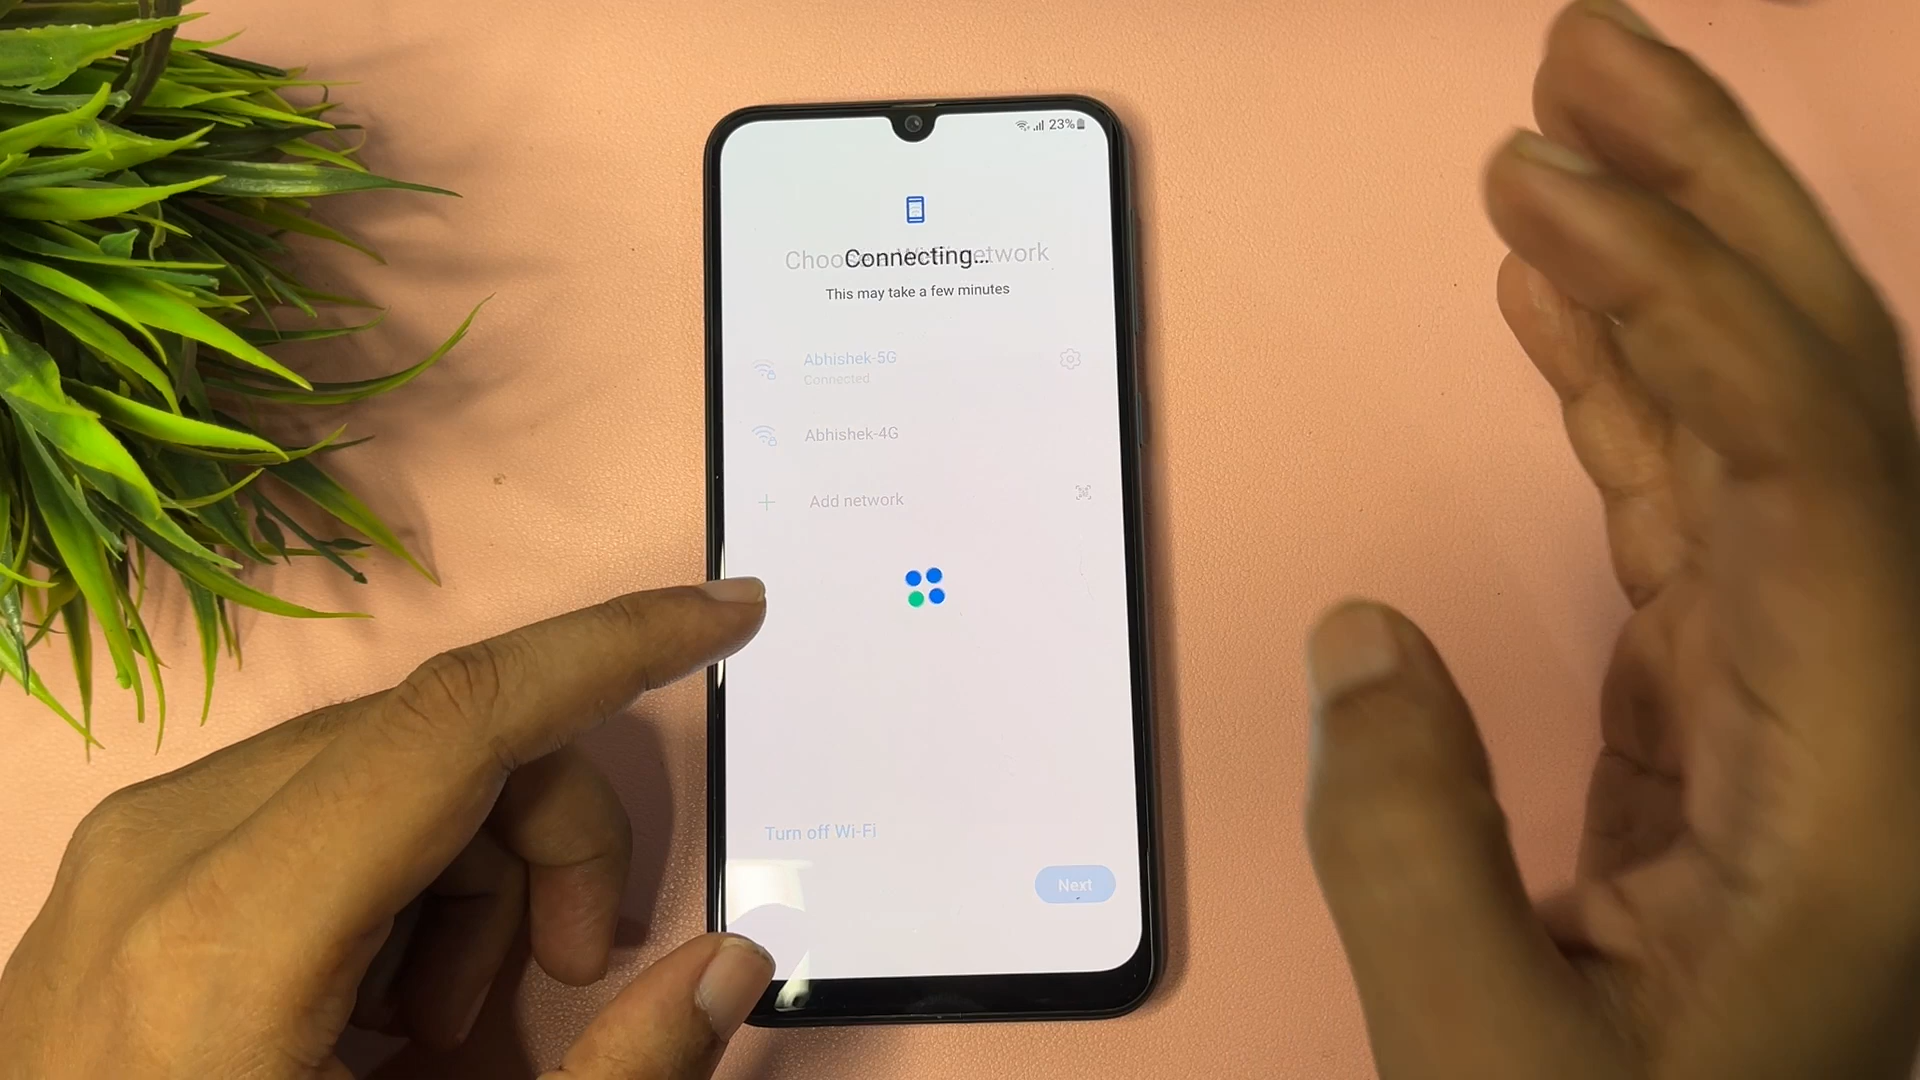 23%
Choose a Wi-Fi network
Connecting...
This may take a few minutes
Abhishek-5G
Connected
Abhishek-4G
Add network
Turn off Wi-Fi
Next